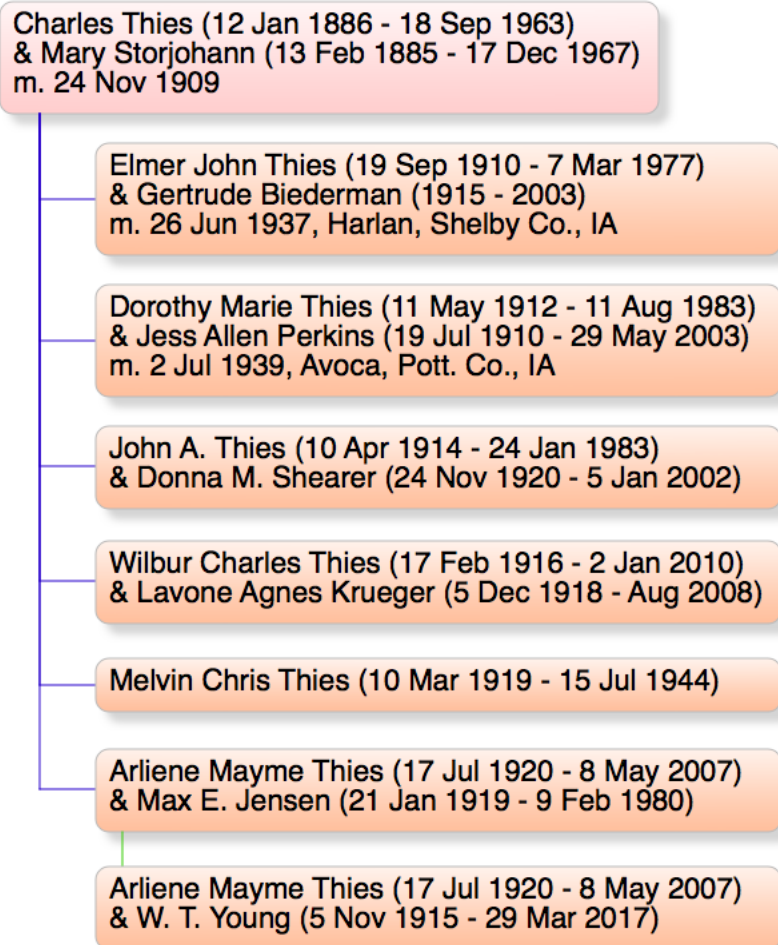 Charles Thies (12 Jan 1886 - 18 Sep 1963)
& Mary Storjohann (13 Feb 1885 - 17 Dec 1967)
m. 24 Nov 1909
Elmer John Thies (19 Sep 1910 - 7 Mar 1977)
& Gertrude Biederman (1915 - 2003)
m. 26 Jun 1937, Harlan, Shelby Co., IA
Dorothy Marie Thies (11 May 1912 - 11 Aug 1983)
& Jess Allen Perkins (19 Jul 1910 - 29 May 2003)
m. 2 Jul 1939, Avoca, Pott. Co., IA
John A. Thies (10 Apr 1914 - 24 Jan 1983)
& Donna M. Shearer (24 Nov 1920 - 5 Jan 2002)
Wilbur Charles Thies (17 Feb 1916 - 2 Jan 2010)
& Lavone Agnes Krueger (5 Dec 1918 - Aug 2008)
Melvin Chris Thies (10 Mar 1919 - 15 Jul 1944)
Arliene Mayme Thies (17 Jul 1920 - 8 May 2007)
& Max E. Jensen (21 Jan 1919 - 9 Feb 1980)
Arliene Mayme Thies (17 Jul 1920 - 8 May 2007)
& W. T. Young (5 Nov 1915 - 29 Mar 2017)